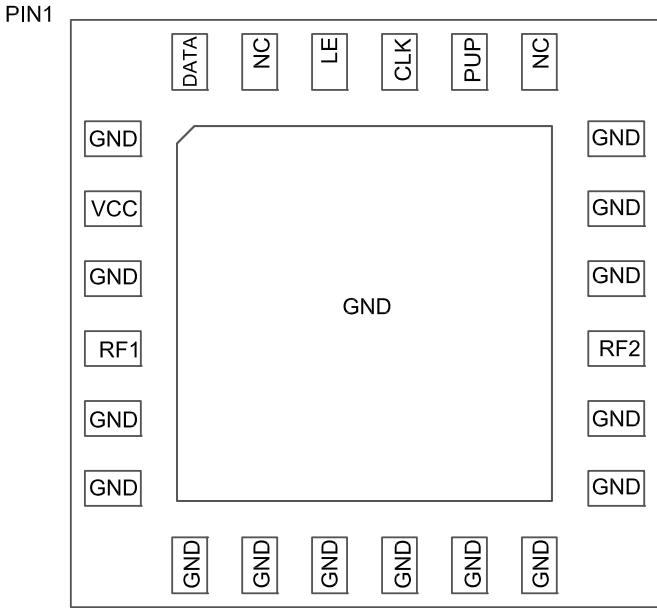 PIN1
DATA NC LE CLK PUP NC
GND GND
VCC GND
GND GND
GND
RF1 RF2
GND GND
GND GND
GND GND GND GND GND GND